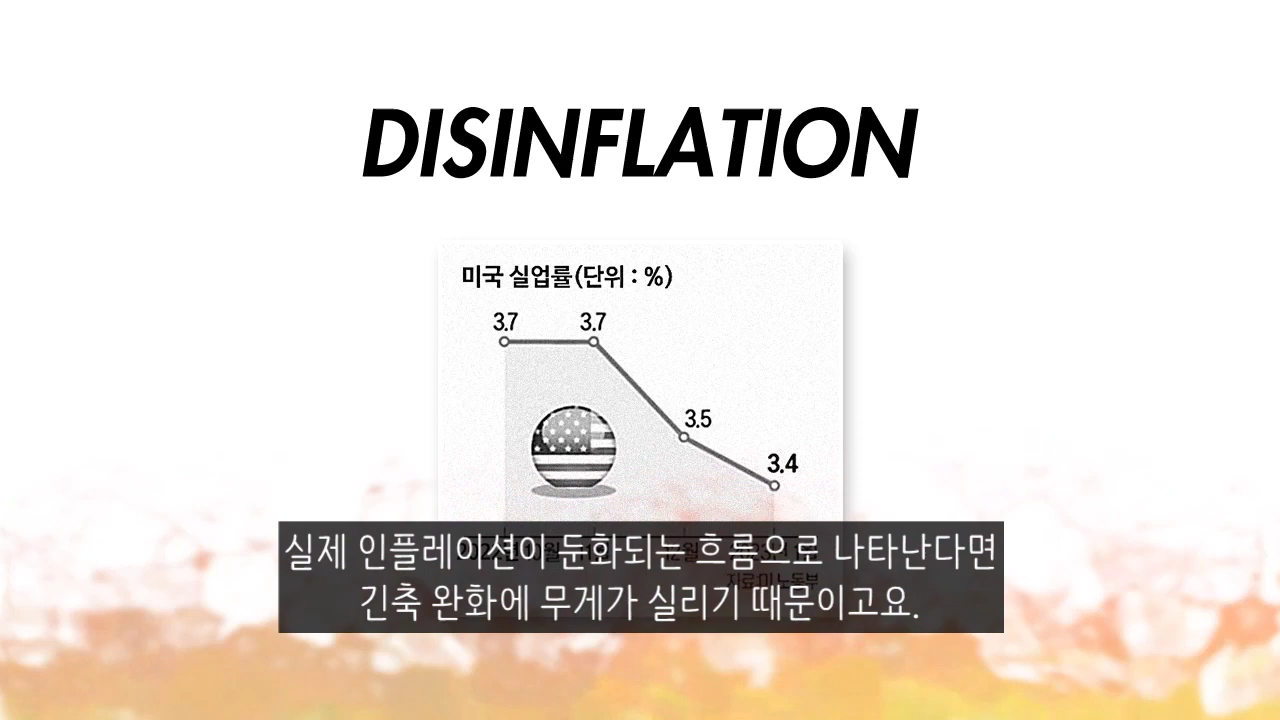 DISINFLATION
미국 실업률(단위 : %)
3.7
3.7
3.5
3.4
실제 인플레이션이 둔화되는 흐름으로 나타난다면
긴축 완화에 무게가 실리기 때문이고요.